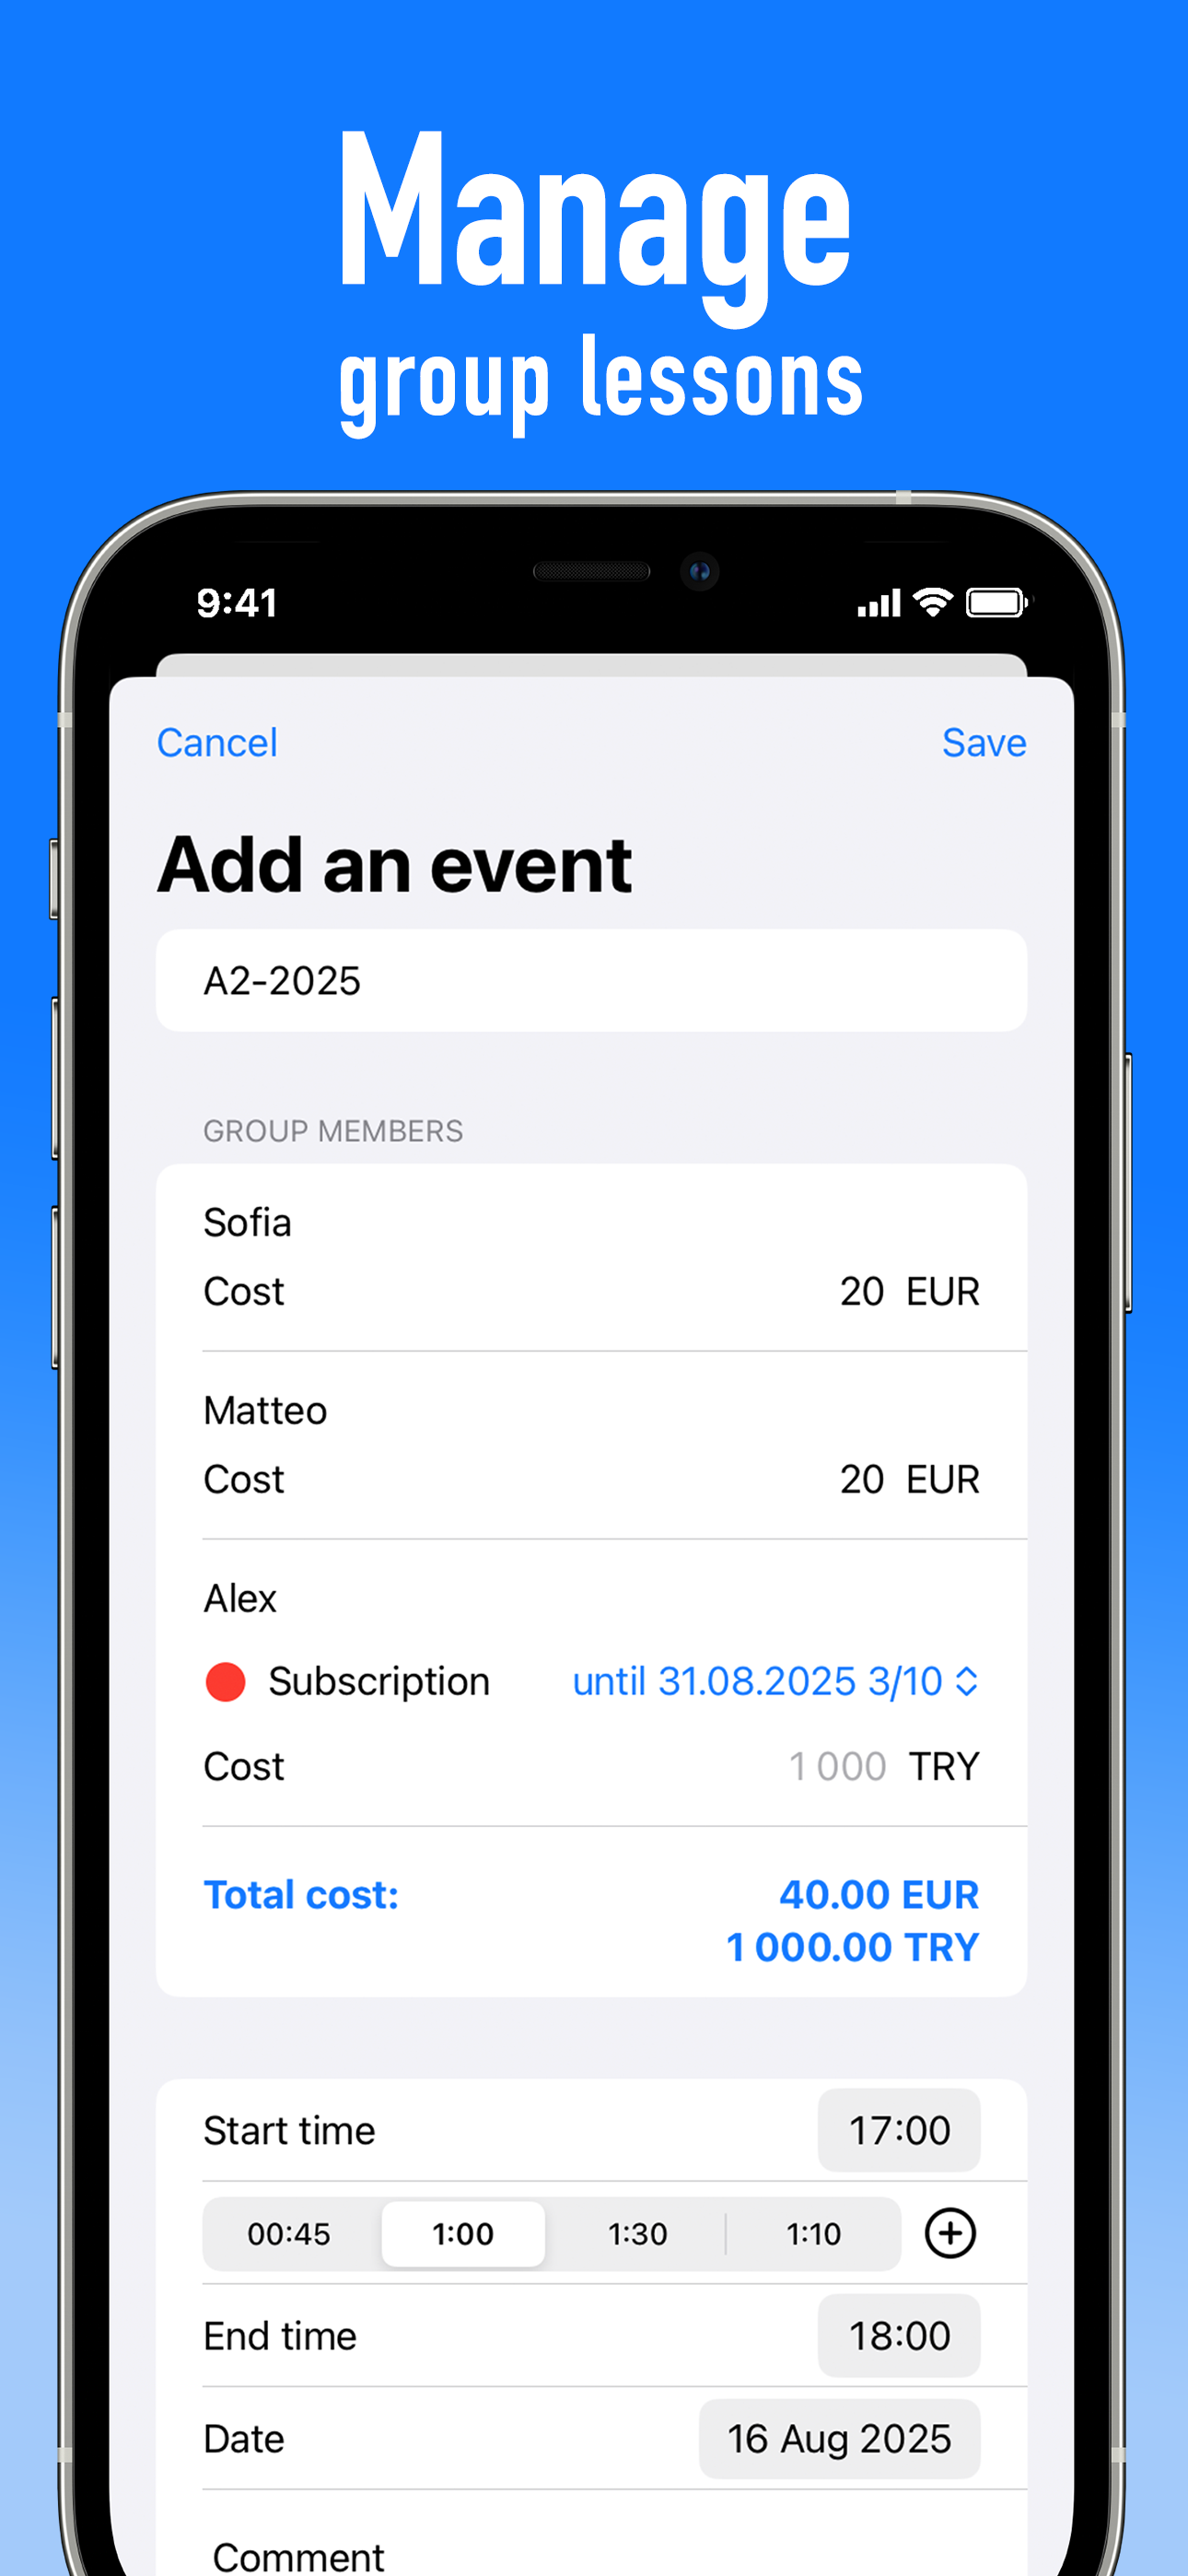 Manage
group lessons
9:41
Cancel Save
Add an event
A2-2025
GROUP MEMBERS
Sofia
Cost 20 EUR
Matteo
Cost 20 EUR
Alex
Subscription until 31.08.2025 3/10
Cost 1 000 TRY
Total cost: 40.00 EUR
1 000.00 TRY
Start time 17:00
00:45 1:00 1:30 1:10
End time 18:00
Date 16 Aug 2025
Comment